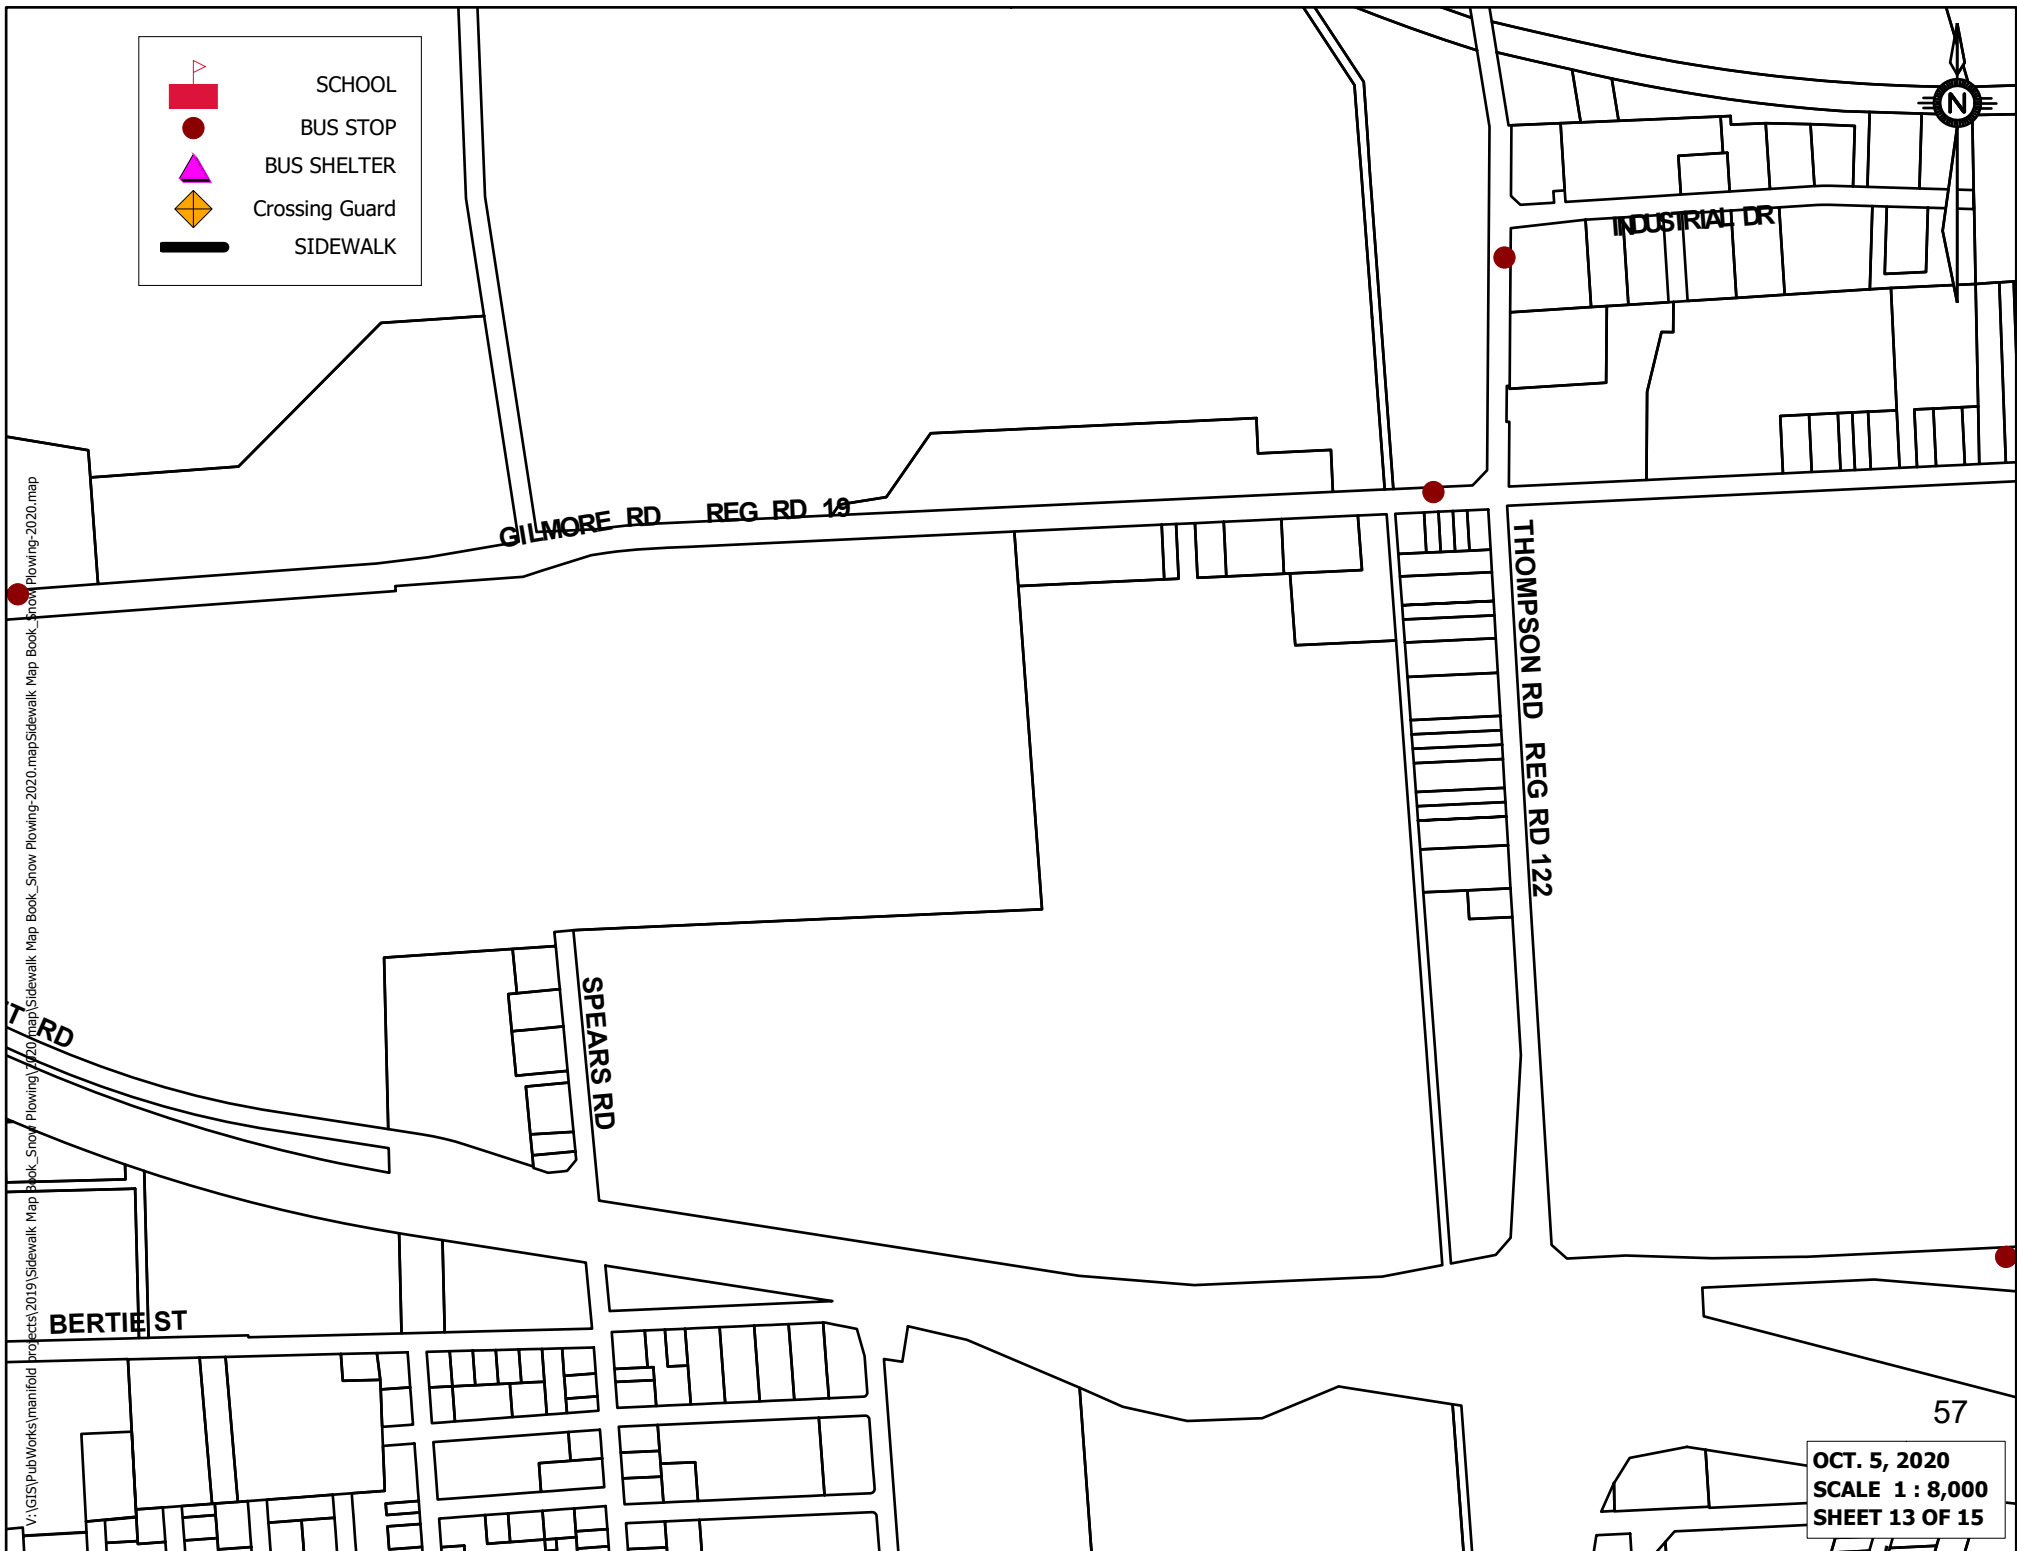 SCHOOL
BUS STOP
BUS SHELTER
Crossing Guard
SIDEWALK
N
INDUSTRIAL DR
GILMORE RD REG RD 19
THOMPSON RD REG RD 122
SPEARS RD
T RD
BERTIE ST
V:\GIS\PubWorks\manifold projects\2019\Sidewalk Map Book_Snow Plowing\2020.map\Sidewalk Map Book_Snow Plowing-2020.mapSidewalk Map Book_Snow Plowing-2020.map
57
OCT. 5, 2020
SCALE 1 : 8,000
SHEET 13 OF 15